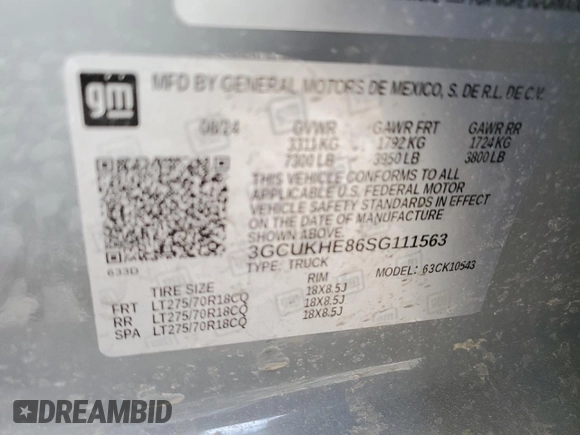 gm
MFD BY GENERAL MOTORS DE MEXICO, S. DE R.L. DE C.V.
08/24 GVWR GAWR FRT GAWR RR
3311 KG 1792 KG 1724 KG
7300 LB 3950 LB 3800 LB
THIS VEHICLE CONFORMS TO ALL
APPLICABLE U.S. FEDERAL MOTOR
VEHICLE SAFETY STANDARDS IN EFFECT
ON THE DATE OF MANUFACTURE
SHOWN ABOVE.
3GCUKHE86SG111563
TYPE: TRUCK MODEL: 63CK10543
633D
TIRE SIZE RIM
FRT LT275/70R18CQ 18X8.5J
RR LT275/70R18CQ 18X8.5J
SPA LT275/70R18CQ 18X8.5J
DREAMBID